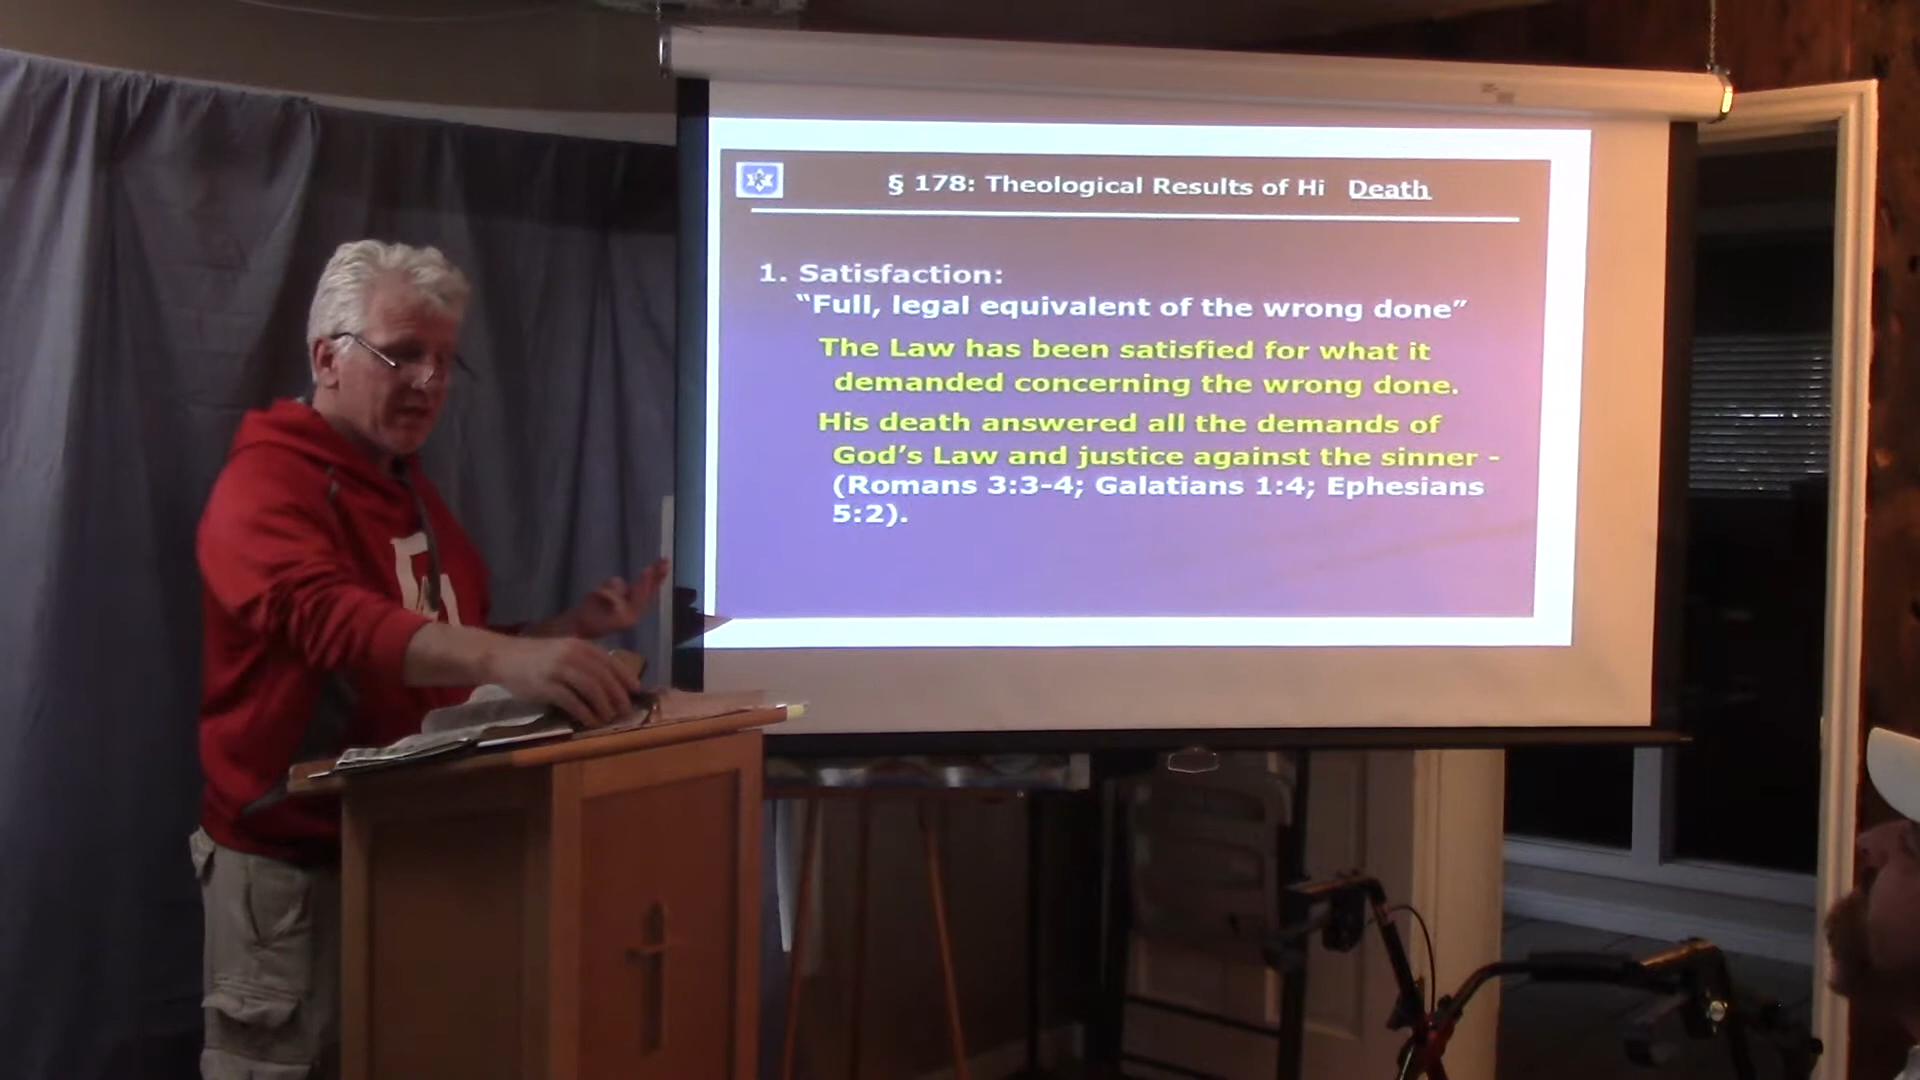 § 178: Theological Results of Hi Death
1. Satisfaction:
“Full, legal equivalent of the wrong done”
The Law has been satisfied for what it
demanded concerning the wrong done.
His death answered all the demands of
God’s Law and justice against the sinner -
(Romans 3:3-4; Galatians 1:4; Ephesians
5:2).